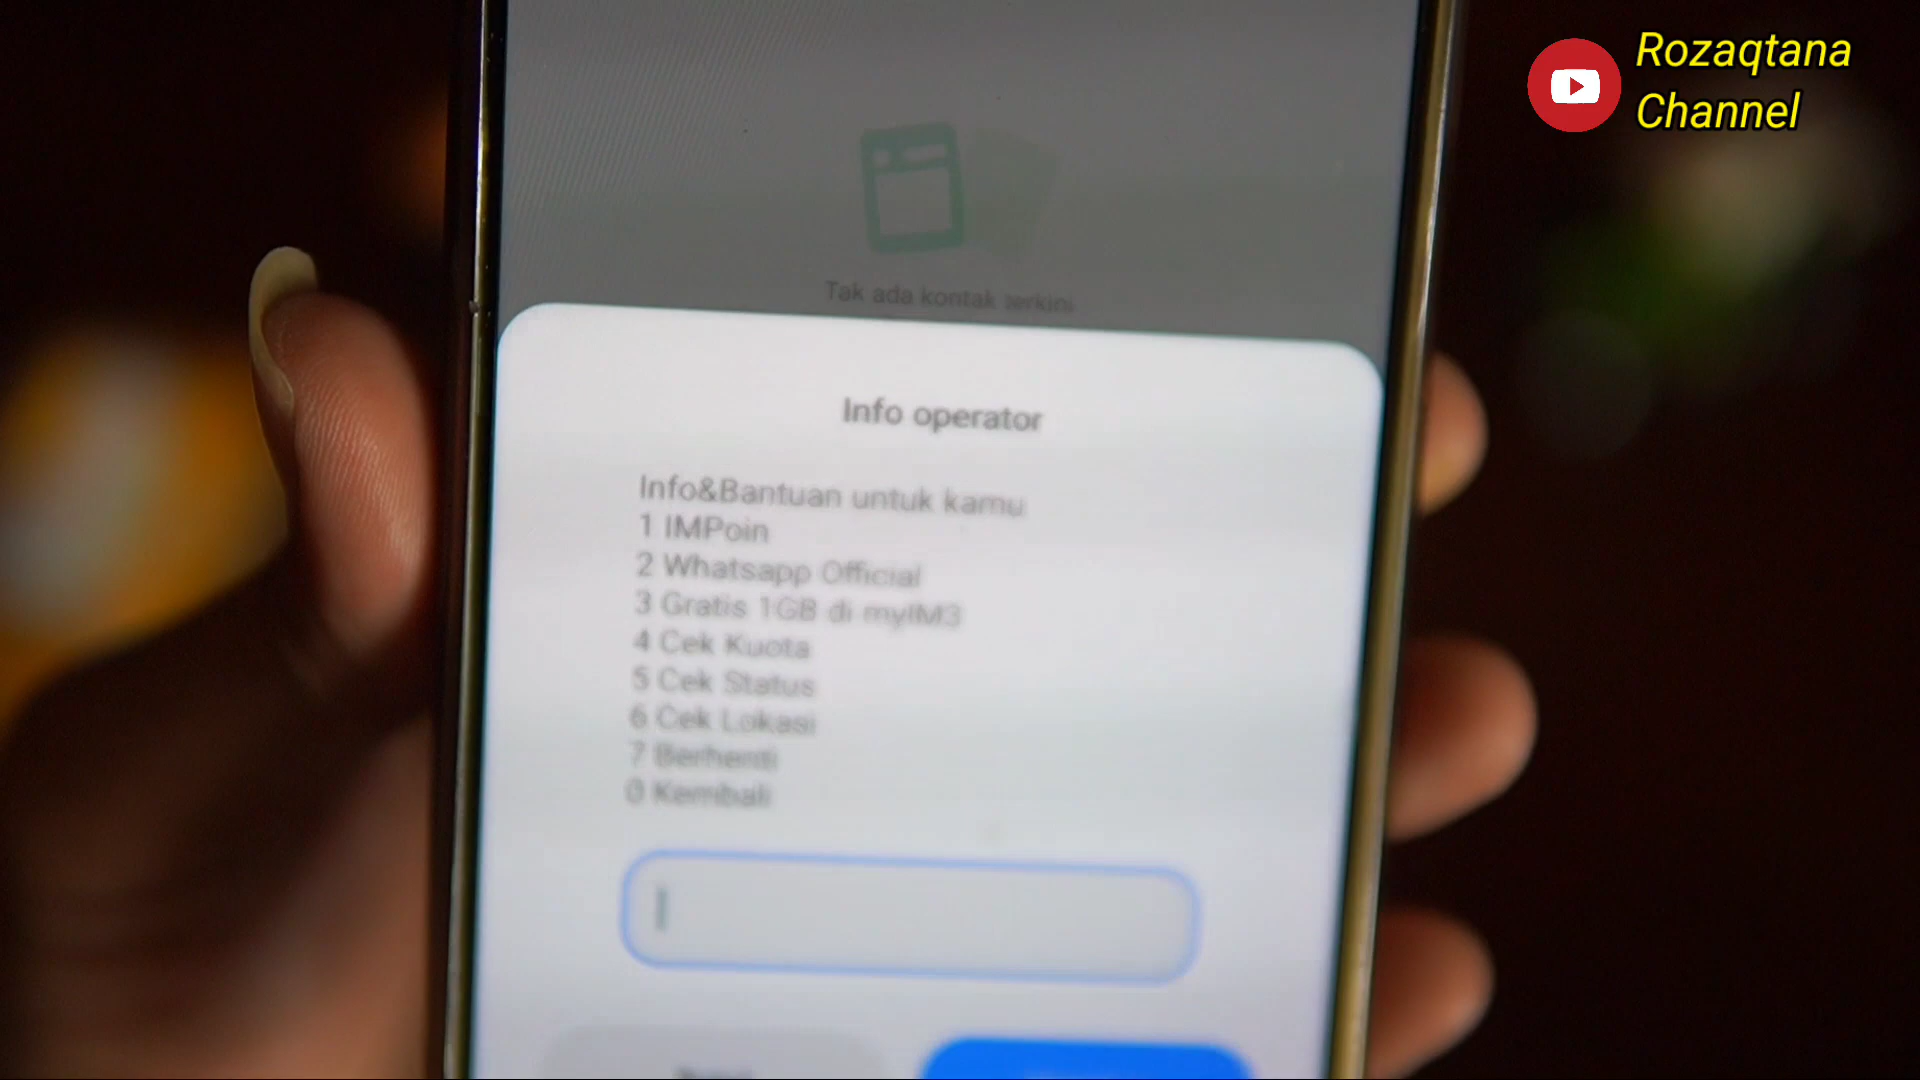 Rozaqtana
Channel
Tak ada kontak terkini
Info operator
Info&Bantuan untuk kamu
1 IMPoin
2 Whatsapp Official
3 Gratis 1GB di myIM3
4 Cek Kuota
5 Cek Status
6 Cek Lokasi
7 Berhenti
0 Kembali